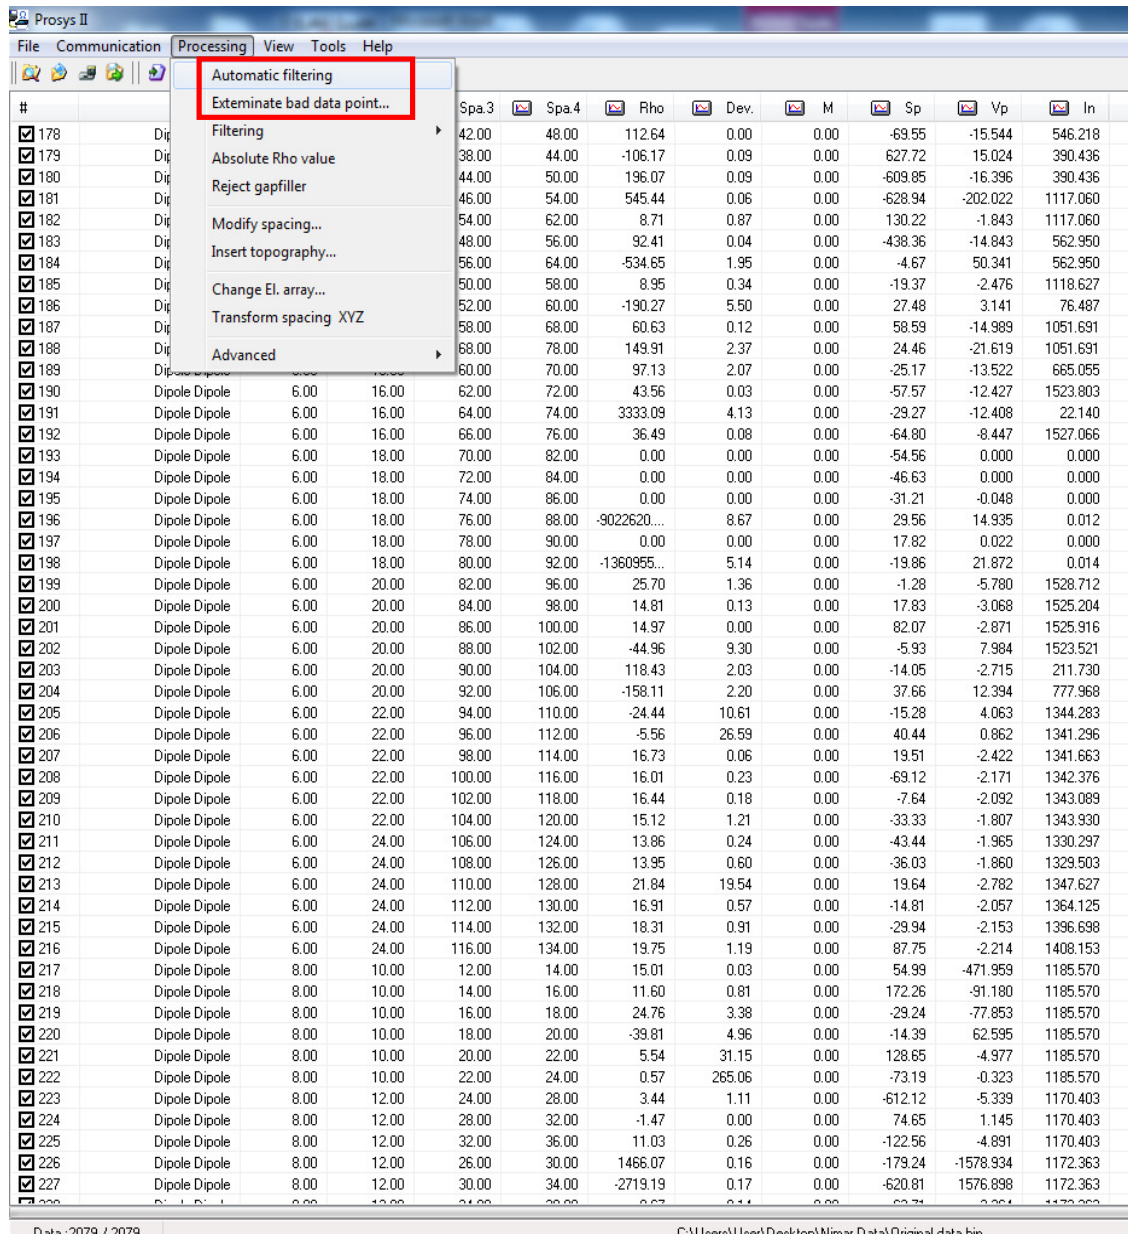 Prosys II
File Communication Processing View Tools Help
Automatic filtering
Exteminate bad data point...
Filtering
Absolute Rho value
Reject gapfiller
Modify spacing...
Insert topography...
Change El. array...
Transform spacing XYZ
Advanced
# Spa.3 Spa.4 Rho Dev. M Sp Vp In
178 Dip 42.00 48.00 112.64 0.00 0.00 -69.55 -15.544 546.218
179 Dip 38.00 44.00 -106.17 0.09 0.00 627.72 15.024 390.436
180 Dip 44.00 50.00 196.07 0.09 0.00 -609.85 -16.396 390.436
181 Dip 46.00 54.00 545.44 0.06 0.00 -628.94 -202.022 1117.060
182 Dip 54.00 62.00 8.71 0.87 0.00 130.22 -1.843 1117.060
183 Dip 48.00 56.00 92.41 0.04 0.00 -438.36 -14.843 562.950
184 Dip 56.00 64.00 -534.65 1.95 0.00 -4.67 50.341 562.950
185 Dip 50.00 58.00 8.95 0.34 0.00 -19.37 -2.476 1118.627
186 Dip 52.00 60.00 -190.27 5.50 0.00 27.48 3.141 76.487
187 Dip 58.00 68.00 60.63 0.12 0.00 58.59 -14.989 1051.691
188 Dip 68.00 78.00 149.91 2.37 0.00 24.46 -21.619 1051.691
189 60.00 70.00 97.13 2.07 0.00 -25.17 -13.522 665.055
190 Dipole Dipole 6.00 16.00 62.00 72.00 43.56 0.03 0.00 -57.57 -12.427 1523.803
191 Dipole Dipole 6.00 16.00 64.00 74.00 3333.09 4.13 0.00 -29.27 -12.408 22.140
192 Dipole Dipole 6.00 16.00 66.00 76.00 36.49 0.08 0.00 -64.80 -8.447 1527.066
193 Dipole Dipole 6.00 18.00 70.00 82.00 0.00 0.00 0.00 -54.56 0.000 0.000
194 Dipole Dipole 6.00 18.00 72.00 84.00 0.00 0.00 0.00 -46.63 0.000 0.000
195 Dipole Dipole 6.00 18.00 74.00 86.00 0.00 0.00 0.00 -31.21 -0.048 0.000
196 Dipole Dipole 6.00 18.00 76.00 88.00 -9022620.... 8.67 0.00 29.56 14.935 0.012
197 Dipole Dipole 6.00 18.00 78.00 90.00 0.00 0.00 0.00 17.82 0.022 0.000
198 Dipole Dipole 6.00 18.00 80.00 92.00 -1360955... 5.14 0.00 -19.86 21.872 0.014
199 Dipole Dipole 6.00 20.00 82.00 96.00 25.70 1.36 0.00 -1.28 -5.780 1528.712
200 Dipole Dipole 6.00 20.00 84.00 98.00 14.81 0.13 0.00 17.83 -3.068 1525.204
201 Dipole Dipole 6.00 20.00 86.00 100.00 14.97 0.00 0.00 82.07 -2.871 1525.916
202 Dipole Dipole 6.00 20.00 88.00 102.00 -44.96 9.30 0.00 -5.93 7.984 1523.521
203 Dipole Dipole 6.00 20.00 90.00 104.00 118.43 2.03 0.00 -14.05 -2.715 211.730
204 Dipole Dipole 6.00 20.00 92.00 106.00 -158.11 2.20 0.00 37.66 12.394 777.968
205 Dipole Dipole 6.00 22.00 94.00 110.00 -24.44 10.61 0.00 -15.28 4.063 1344.283
206 Dipole Dipole 6.00 22.00 96.00 112.00 -5.56 26.59 0.00 40.44 0.862 1341.296
207 Dipole Dipole 6.00 22.00 98.00 114.00 16.73 0.06 0.00 19.51 -2.422 1341.663
208 Dipole Dipole 6.00 22.00 100.00 116.00 16.01 0.23 0.00 -69.12 -2.171 1342.376
209 Dipole Dipole 6.00 22.00 102.00 118.00 16.44 0.18 0.00 -7.64 -2.092 1343.089
210 Dipole Dipole 6.00 22.00 104.00 120.00 15.12 1.21 0.00 -33.33 -1.807 1343.930
211 Dipole Dipole 6.00 24.00 106.00 124.00 13.86 0.24 0.00 -43.44 -1.965 1330.297
212 Dipole Dipole 6.00 24.00 108.00 126.00 13.95 0.60 0.00 -36.03 -1.860 1329.503
213 Dipole Dipole 6.00 24.00 110.00 128.00 21.84 19.54 0.00 19.64 -2.782 1347.627
214 Dipole Dipole 6.00 24.00 112.00 130.00 16.91 0.57 0.00 -14.81 -2.057 1364.125
215 Dipole Dipole 6.00 24.00 114.00 132.00 18.31 0.91 0.00 -29.94 -2.153 1396.698
216 Dipole Dipole 6.00 24.00 116.00 134.00 19.75 1.19 0.00 87.75 -2.214 1408.153
217 Dipole Dipole 8.00 10.00 12.00 14.00 15.01 0.03 0.00 54.99 -471.959 1185.570
218 Dipole Dipole 8.00 10.00 14.00 16.00 11.60 0.81 0.00 172.26 -91.180 1185.570
219 Dipole Dipole 8.00 10.00 16.00 18.00 24.76 3.38 0.00 -29.24 -77.853 1185.570
220 Dipole Dipole 8.00 10.00 18.00 20.00 -39.81 4.96 0.00 -14.39 62.595 1185.570
221 Dipole Dipole 8.00 10.00 20.00 22.00 5.54 31.15 0.00 128.65 -4.977 1185.570
222 Dipole Dipole 8.00 10.00 22.00 24.00 0.57 265.06 0.00 -73.19 -0.323 1185.570
223 Dipole Dipole 8.00 12.00 24.00 28.00 3.44 1.11 0.00 -612.12 -5.339 1170.403
224 Dipole Dipole 8.00 12.00 28.00 32.00 -1.47 0.00 0.00 74.65 1.145 1170.403
225 Dipole Dipole 8.00 12.00 32.00 36.00 11.03 0.26 0.00 -122.56 -4.891 1170.403
226 Dipole Dipole 8.00 12.00 26.00 30.00 1466.07 0.16 0.00 -179.24 -1578.934 1172.363
227 Dipole Dipole 8.00 12.00 30.00 34.00 -2719.19 0.17 0.00 -620.81 1576.898 1172.363
Data :2079 / 2079 C:\Users\User\Desktop\Nimar Data\Original data.bin